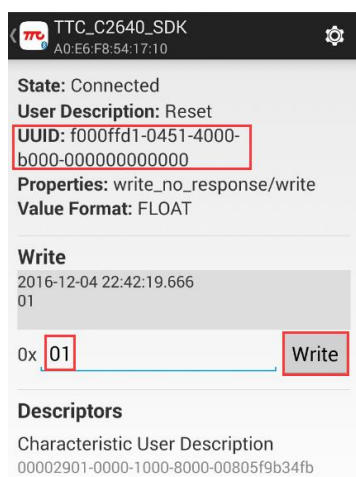 TTC
TTC_C2640_SDK
A0:E6:F8:54:17:10
State: Connected
User Description: Reset
UUID: f000ffd1-0451-4000-
b000-000000000000
Properties: write_no_response/write
Value Format: FLOAT
Write
2016-12-04 22:42:19.666
01
0x 01 Write
Descriptors
Characteristic User Description
00002901-0000-1000-8000-00805f9b34fb